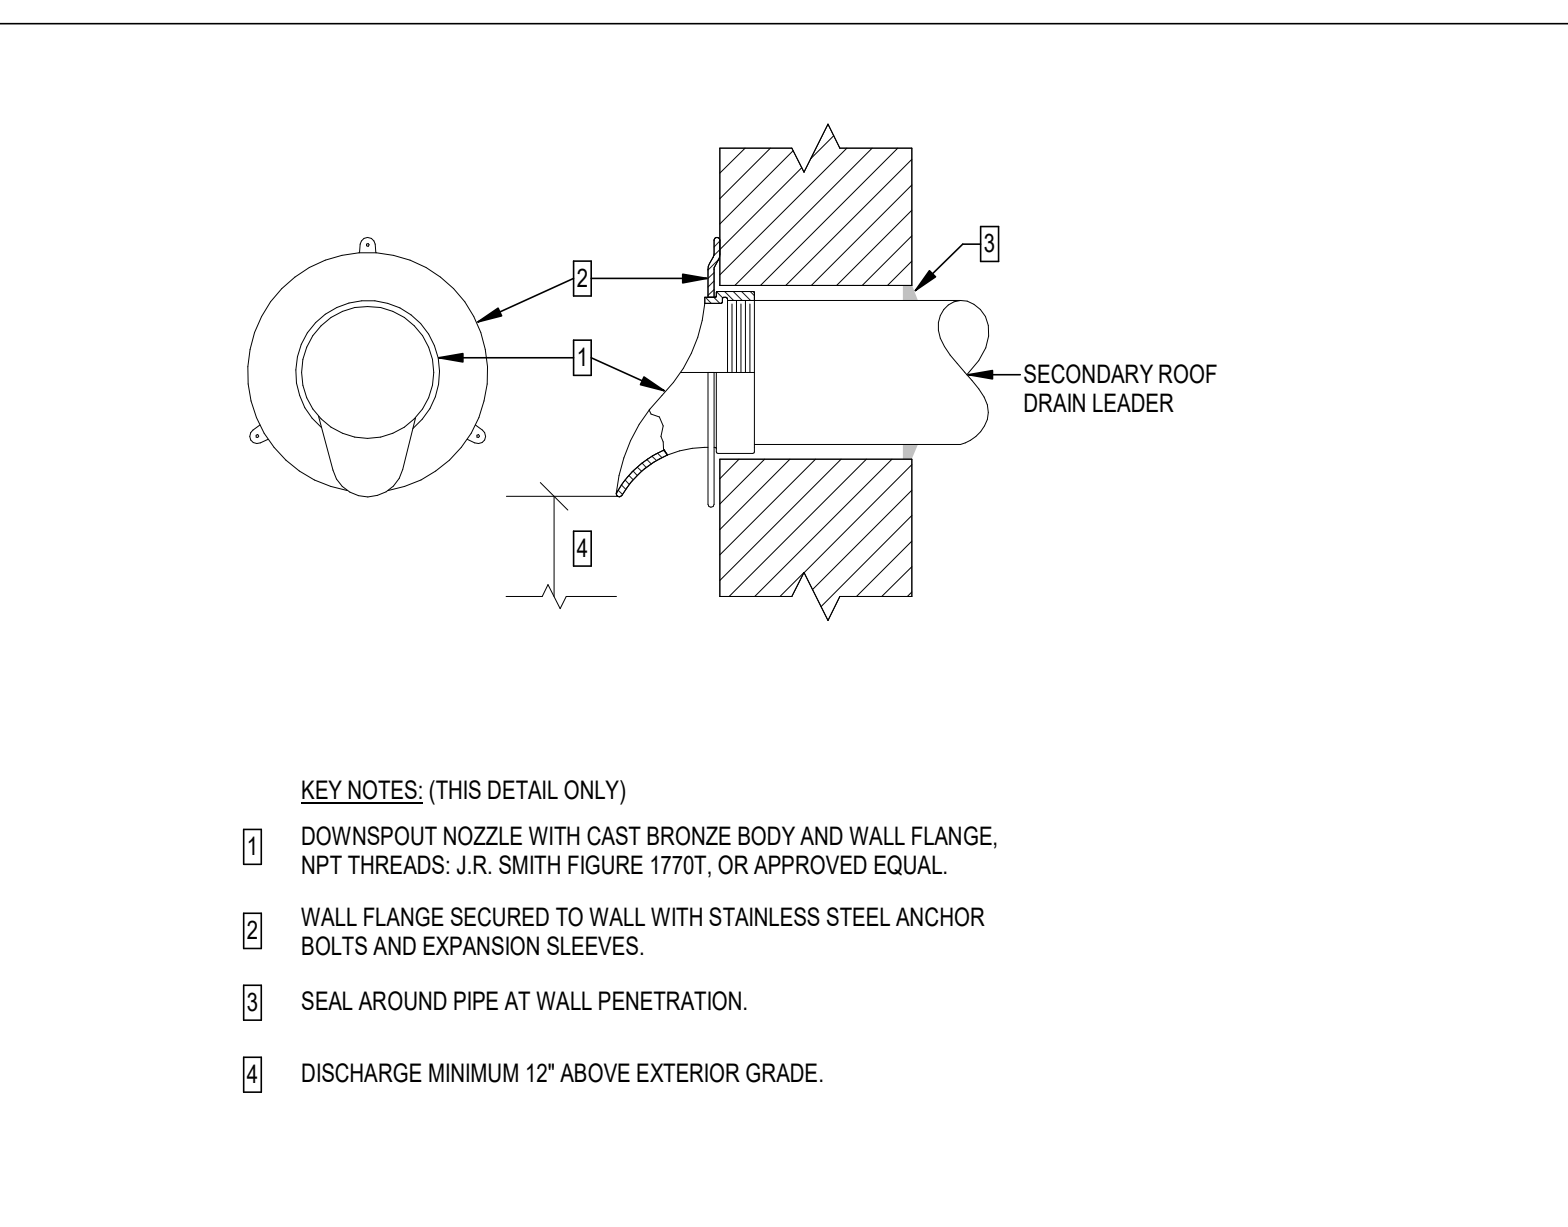 3
2
1
SECONDARY ROOF
DRAIN LEADER
4
KEY NOTES: (THIS DETAIL ONLY)
1 DOWNSPOUT NOZZLE WITH CAST BRONZE BODY AND WALL FLANGE,
NPT THREADS: J.R. SMITH FIGURE 1770T, OR APPROVED EQUAL.
2 WALL FLANGE SECURED TO WALL WITH STAINLESS STEEL ANCHOR
BOLTS AND EXPANSION SLEEVES.
3 SEAL AROUND PIPE AT WALL PENETRATION.
4 DISCHARGE MINIMUM 12" ABOVE EXTERIOR GRADE.